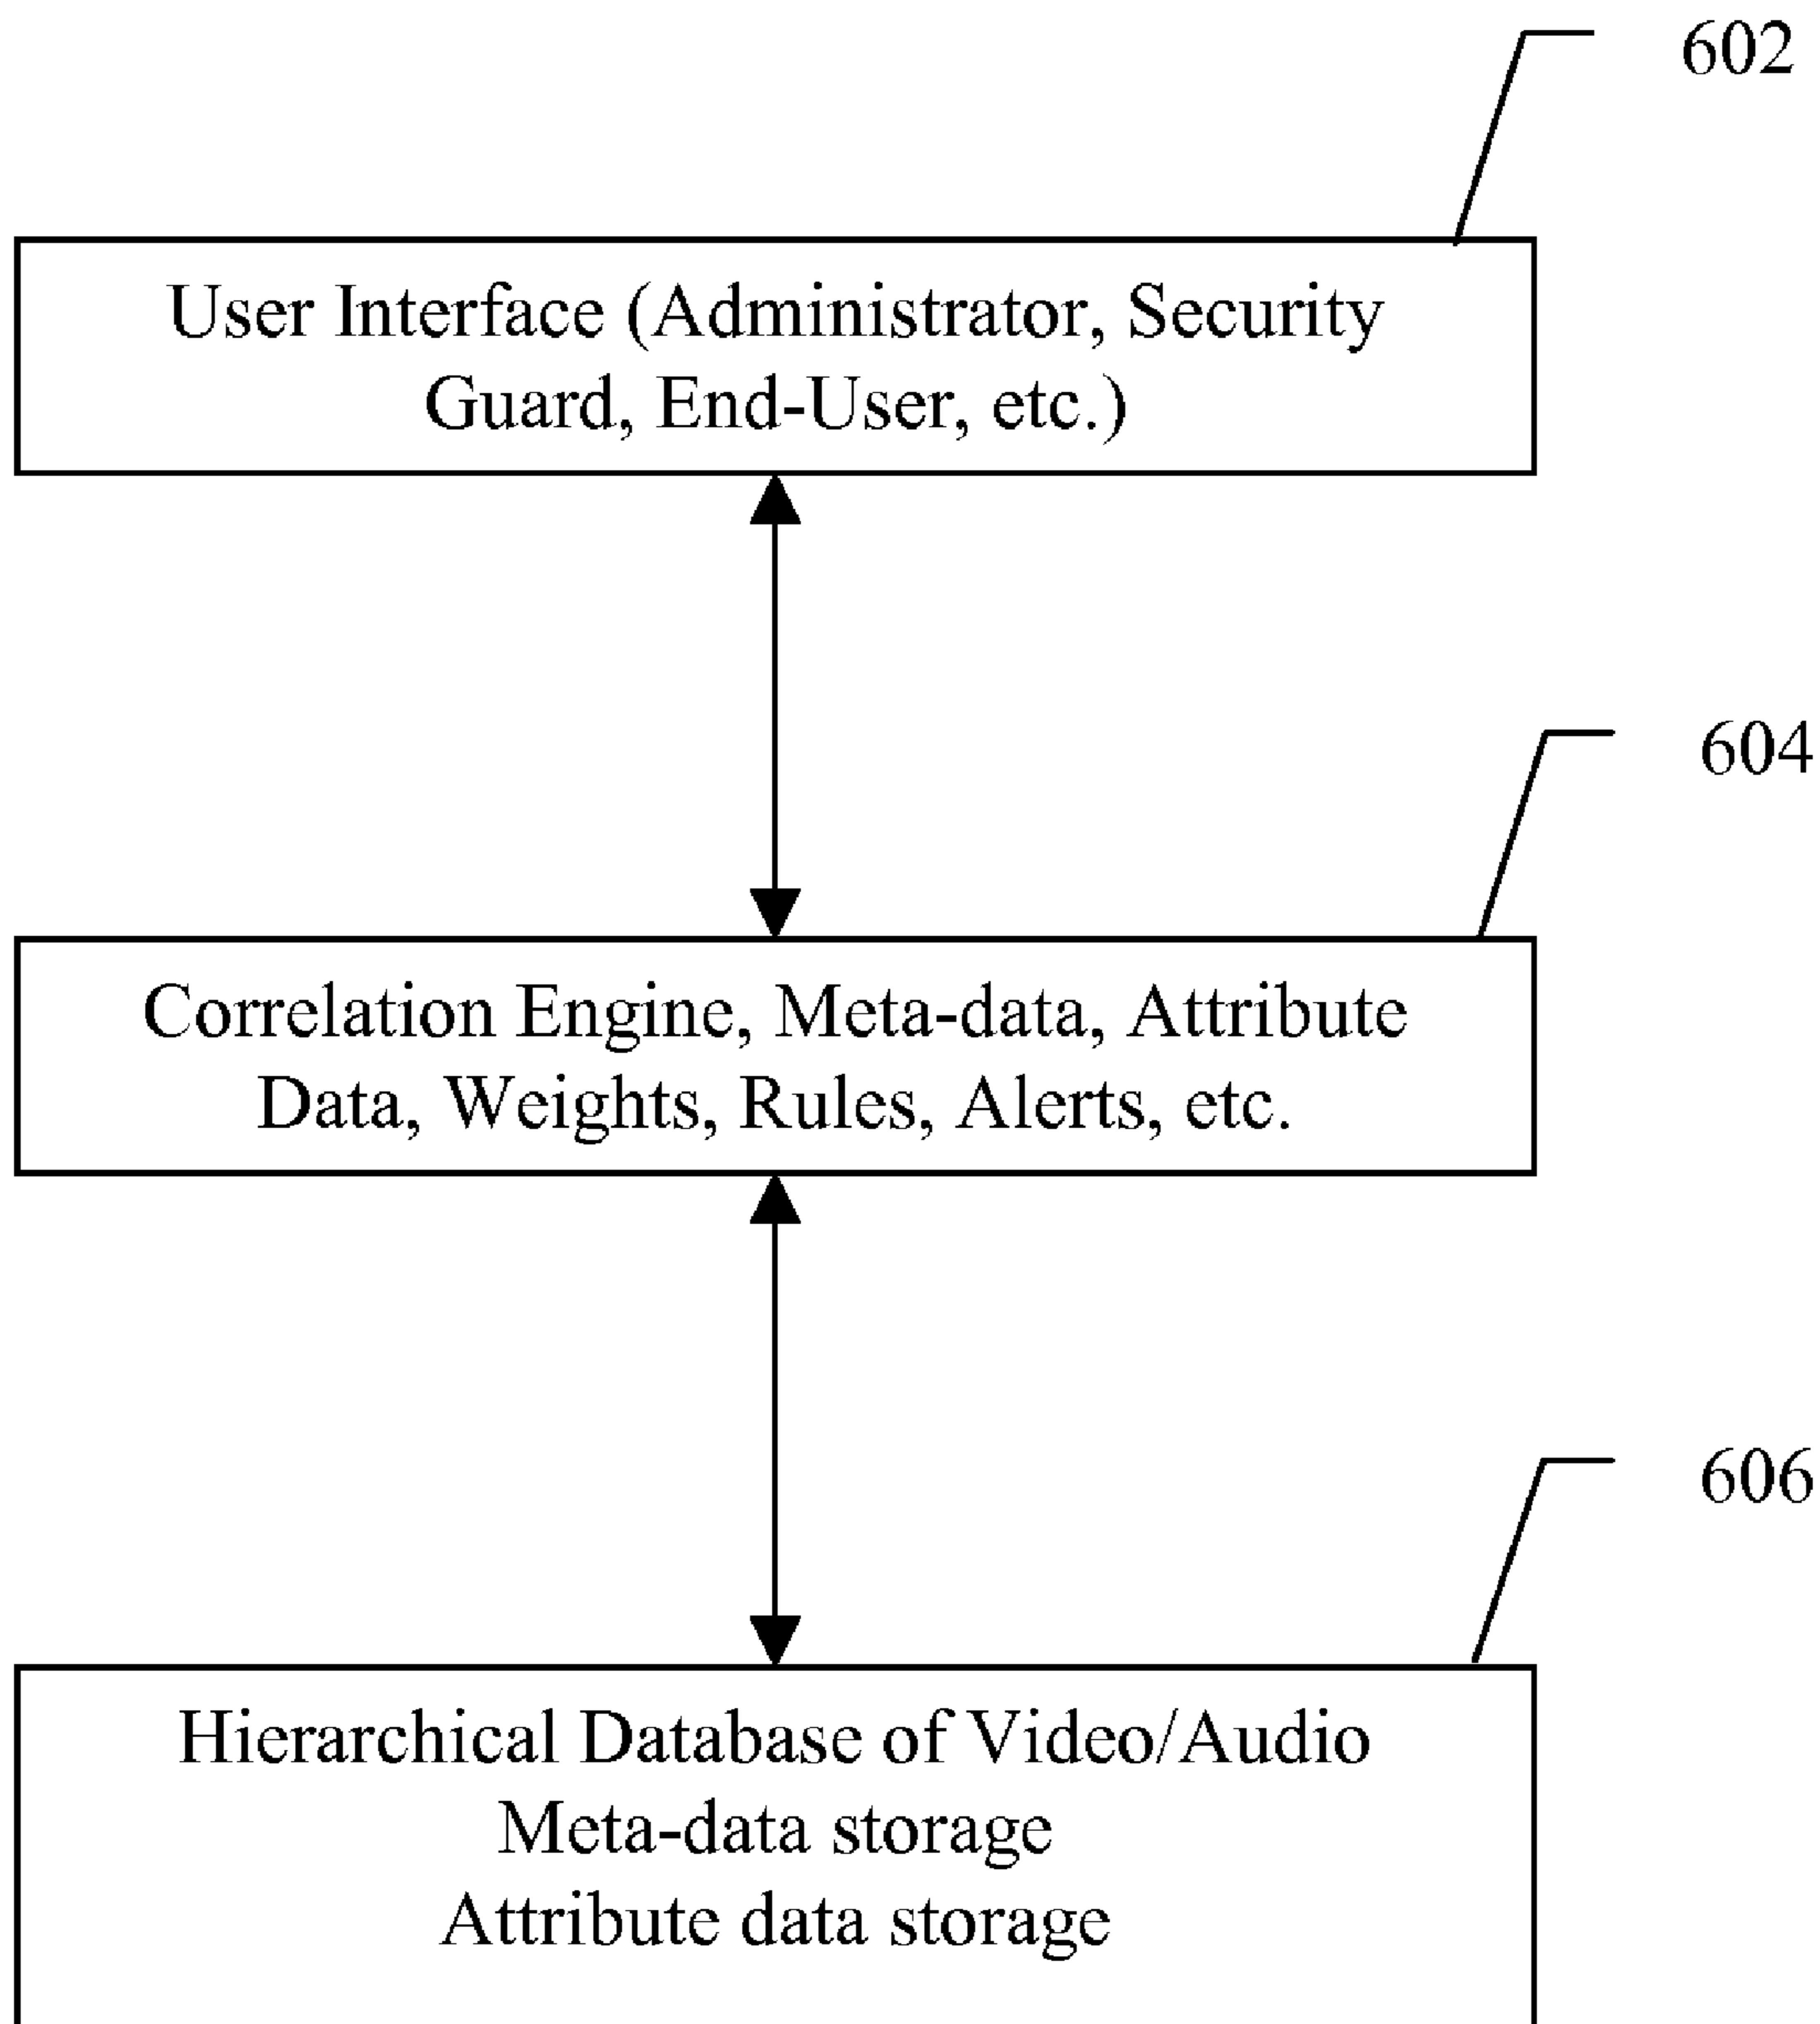 602
User Interface (Administrator, Security
Guard, End-User, etc.)
604
Correlation Engine, Meta-data, Attribute
Data, Weights, Rules, Alerts, etc.
606
Hierarchical Database of Video/Audio
Meta-data storage
Attribute data storage